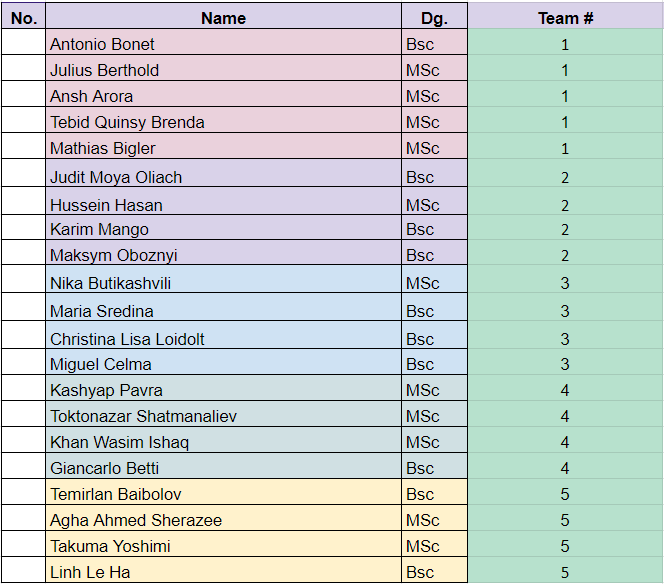 No. Name Dg. Team #
Antonio Bonet Bsc 1
Julius Berthold MSc 1
Ansh Arora MSc 1
Tebid Quinsy Brenda MSc 1
Mathias Bigler MSc 1
Judit Moya Oliach Bsc 2
Hussein Hasan MSc 2
Karim Mango Bsc 2
Maksym Oboznyi Bsc 2
Nika Butikashvili MSc 3
Maria Sredina Bsc 3
Christina Lisa Loidolt Bsc 3
Miguel Celma Bsc 3
Kashyap Pavra MSc 4
Toktonazar Shatmanaliev MSc 4
Khan Wasim Ishaq MSc 4
Giancarlo Betti Bsc 4
Temirlan Baibolov Bsc 5
Agha Ahmed Sherazee MSc 5
Takuma Yoshimi MSc 5
Linh Le Ha Bsc 5